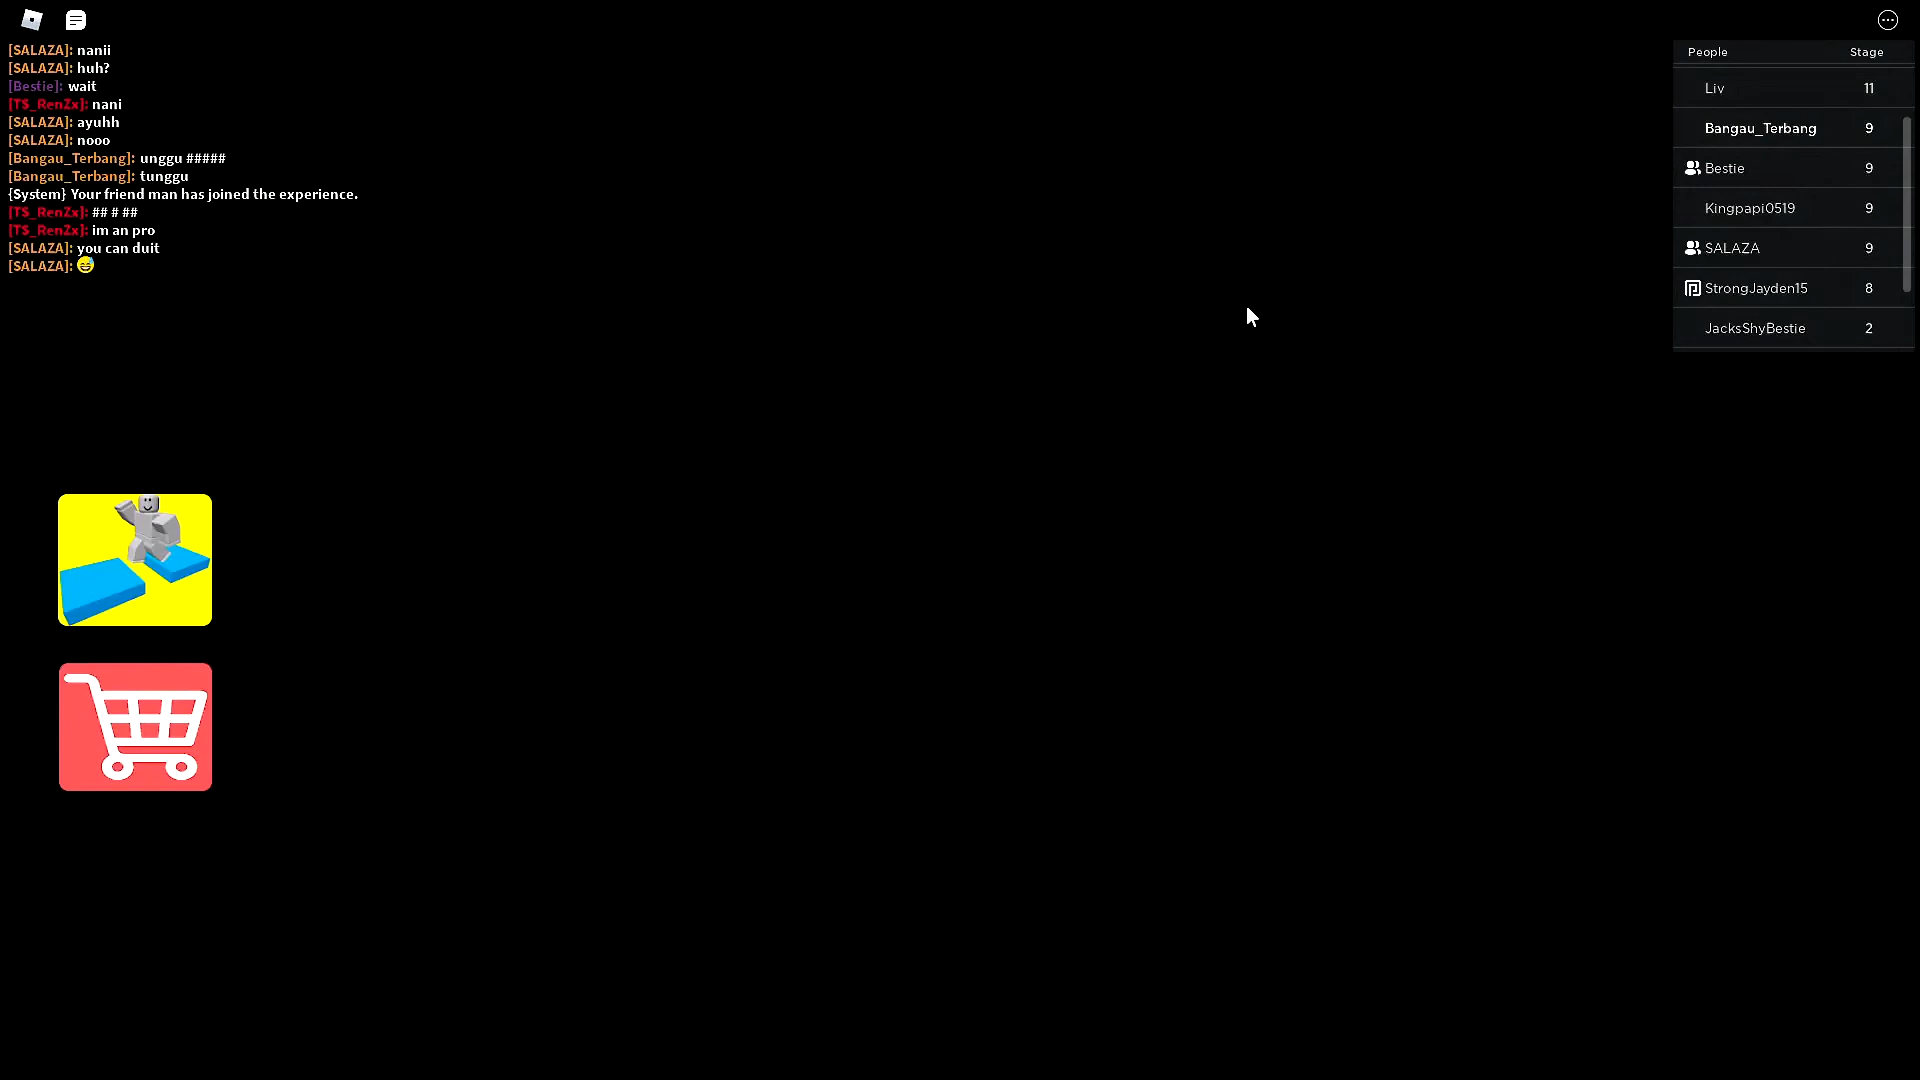 [SALAZA]: nanii
[SALAZA]: huh?
[Bestie]: wait
[TS_RenZx]: nani
[SALAZA]: ayuhh
[SALAZA]: nooo
[Bangau_Terbang]: unggu #####
[Bangau_Terbang]: tunggu
{System} Your friend man has joined the experience.
[TS_RenZx]: ## # ##
[TS_RenZx]: im an pro
[SALAZA]: you can duit
[SALAZA]: 😅
People Stage
Liv 11
Bangau_Terbang 9
Bestie 9
Kingpapi0519 9
SALAZA 9
StrongJayden15 8
JacksShyBestie 2